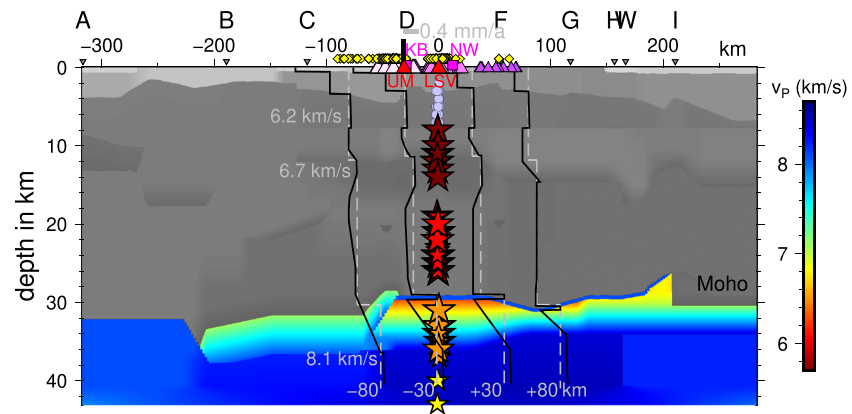 A B C D F G H W I
0.4 mm/a
−300 −200 −100 0 100 200 km
KB NW
UM LSV
vP (km/s)
0
10
20
30
40
depth in km
6.2 km/s
6.7 km/s
8.1 km/s
Moho
−80 −30 +30 +80 km
8
7
6